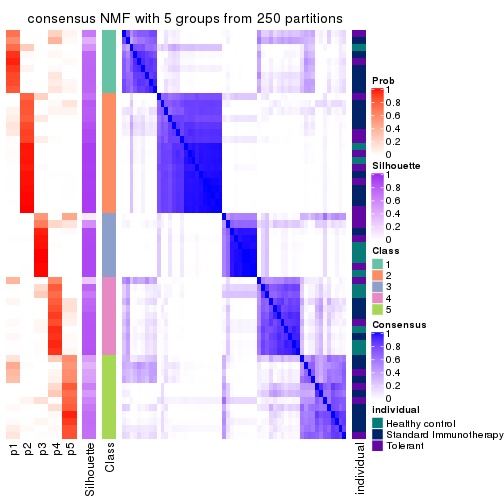 consensus NMF with 5 groups from 250 partitions
Prob
1
0.8
0.6
0.4
0.2
0
Silhouette
1
0.8
0.6
0.4
0.2
0
Class
1
2
3
4
5
Consensus
1
0.8
0.6
0.4
0.2
0
individual
Healthy control
Standard Immunotherapy
Tolerant
p1
p2
p3
p4
p5
Silhouette
Class
individual